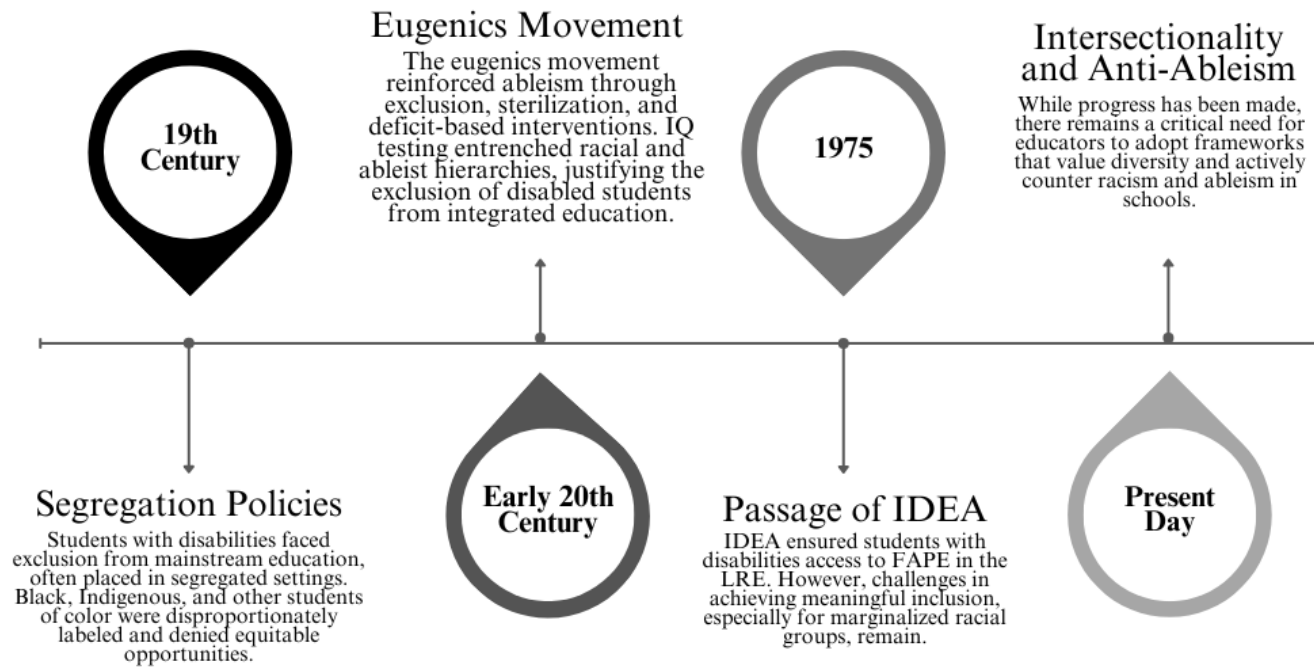 19th
Century
Segregation Policies
Students with disabilities faced
exclusion from mainstream education,
often placed in segregated settings.
Black, Indigenous, and other students
of color were disproportionately
labeled and denied equitable
opportunities.
Eugenics Movement
The eugenics movement
reinforced ableism through
exclusion, sterilization, and
deficit-based interventions. IQ
testing entrenched racial and
ableist hierarchies, justifying the
exclusion of disabled students
from integrated education.
Early 20th
Century
1975
Passage of IDEA
IDEA ensured students with
disabilities access to FAPE in the
LRE. However, challenges in
achieving meaningful inclusion,
especially for marginalized racial
groups, remain.
Intersectionality
and Anti-Ableism
While progress has been made,
there remains a critical need for
educators to adopt frameworks
that value diversity and actively
counter racism and ableism in
schools.
Present
Day